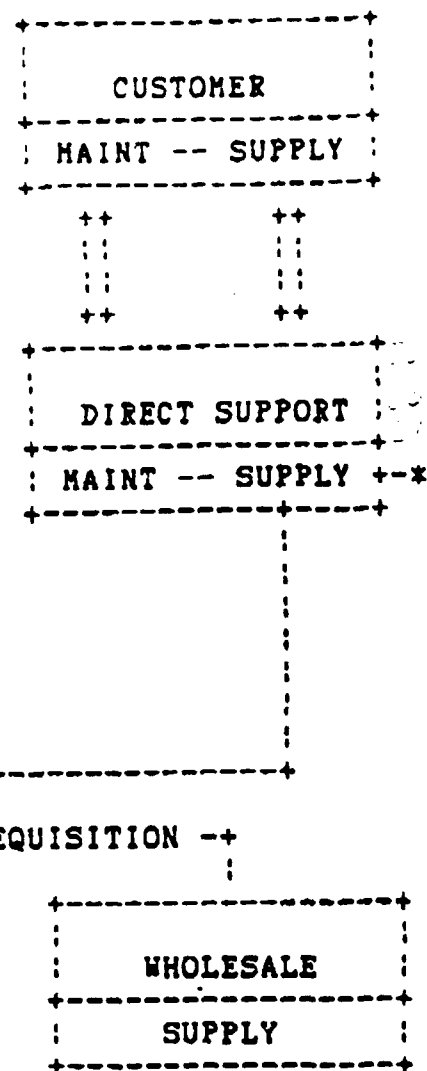 CUSTOMER
MAINT -- SUPPLY
DIRECT SUPPORT
MAINT -- SUPPLY +-*
EQUISITION -+
WHOLESALE
SUPPLY